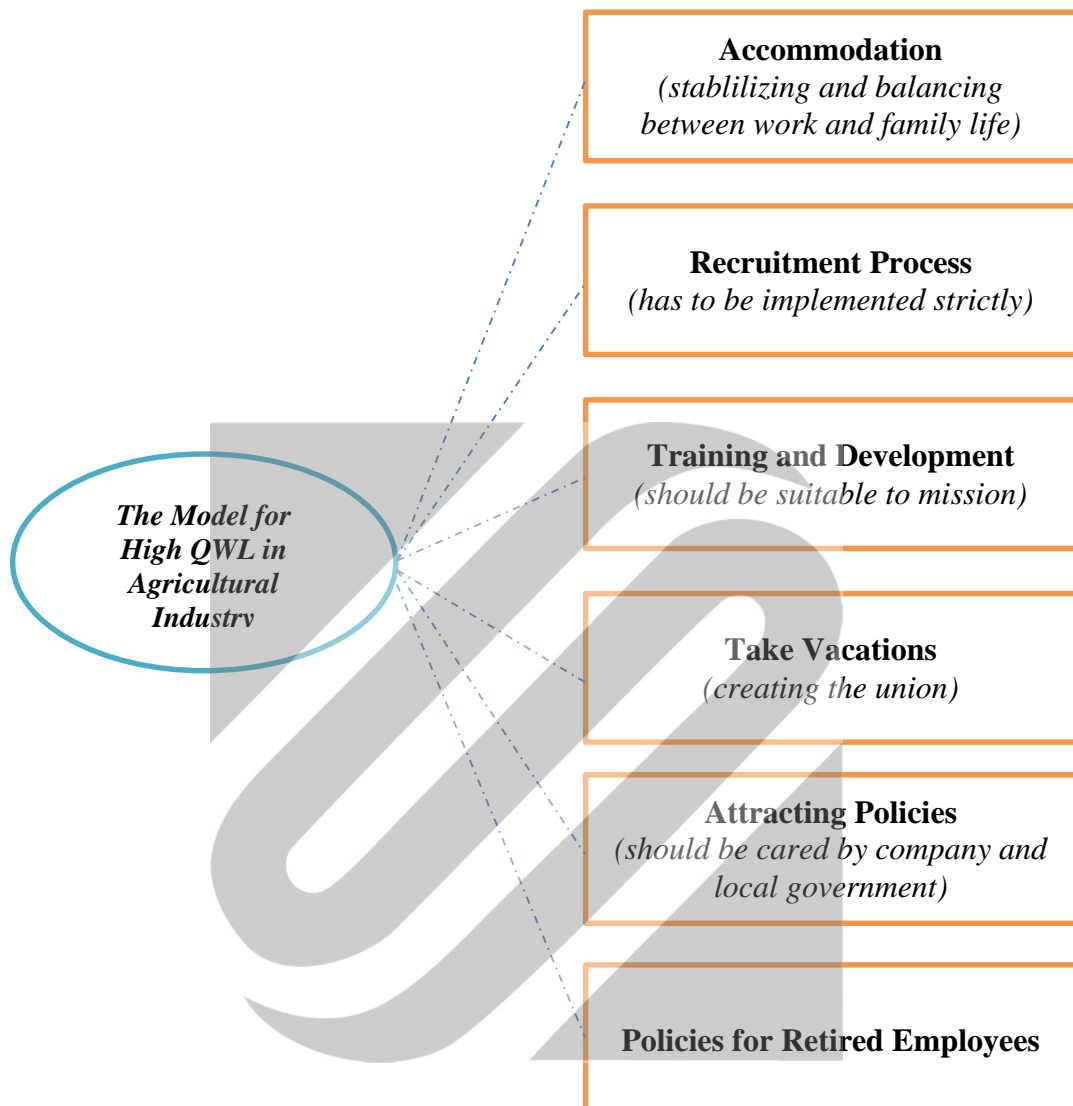 Accommodation
(stablilizing and balancing
between work and family life)
Recruitment Process
(has to be implemented strictly)
Training and Development
(should be suitable to mission)
The Model for
High QWL in
Agricultural
Industry
Take Vacations
(creating the union)
Attracting Policies
(should be cared by company and
local government)
Policies for Retired Employees